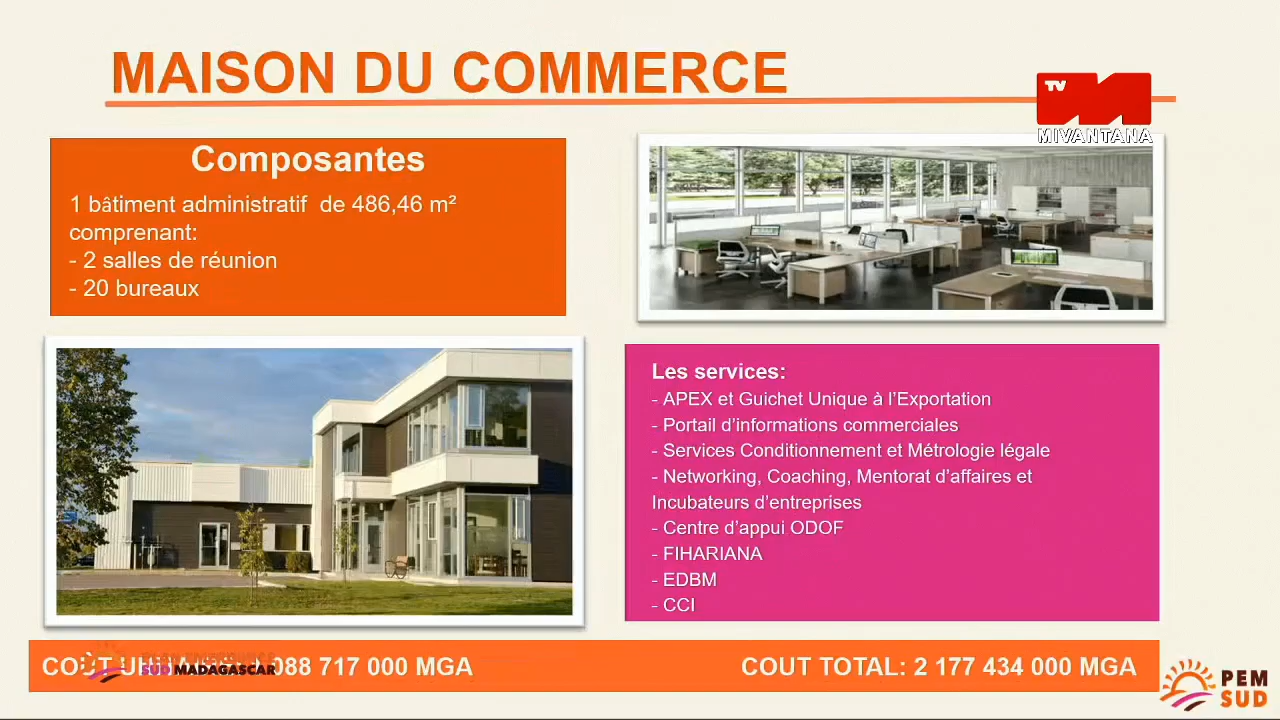 MAISON DU COMMERCE
TV
MIVANTANA
Composantes
1 bâtiment administratif de 486,46 m²
comprenant:
- 2 salles de réunion
- 20 bureaux
Les services:
- APEX et Guichet Unique à l’Exportation
- Portail d’informations commerciales
- Services Conditionnement et Métrologie légale
- Networking, Coaching, Mentorat d’affaires et
Incubateurs d’entreprises
- Centre d’appui ODOF
- FIHARIANA
- EDBM
- CCI
088 717 000 MGA
SUD MADAGASCAR
COUT TOTAL: 2 177 434 000 MGA
PEM
SUD